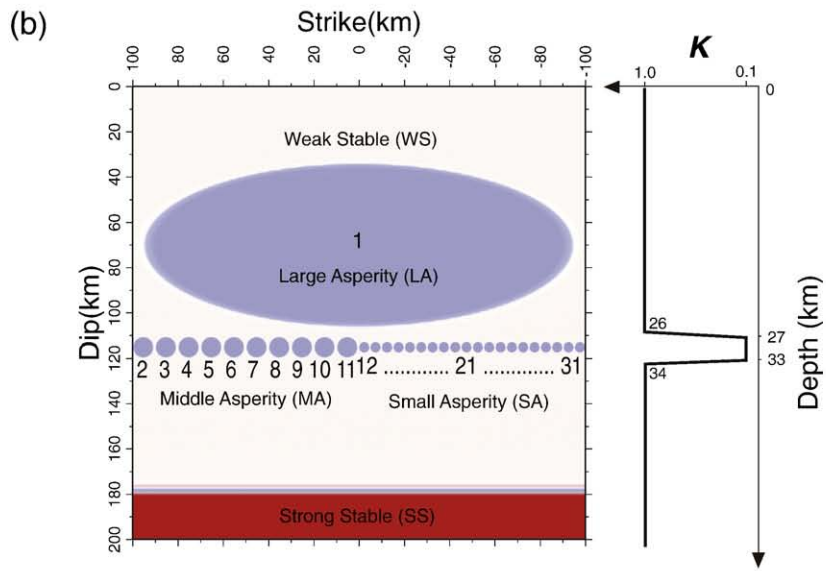 (b)
Strike(km)
100 80 60 40 20 0 -20 -40 -60 -80 -100
K
1.0 0.1
0
0
20
40
60
80
100
120
140
160
180
200
Dip(km)
Weak Stable (WS)
1
Large Asperity (LA)
2 3 4 5 6 7 8 9 10 11 12 ............ 21 ............. 31
Middle Asperity (MA)
Small Asperity (SA)
Strong Stable (SS)
26
27
33
34
Depth (km)